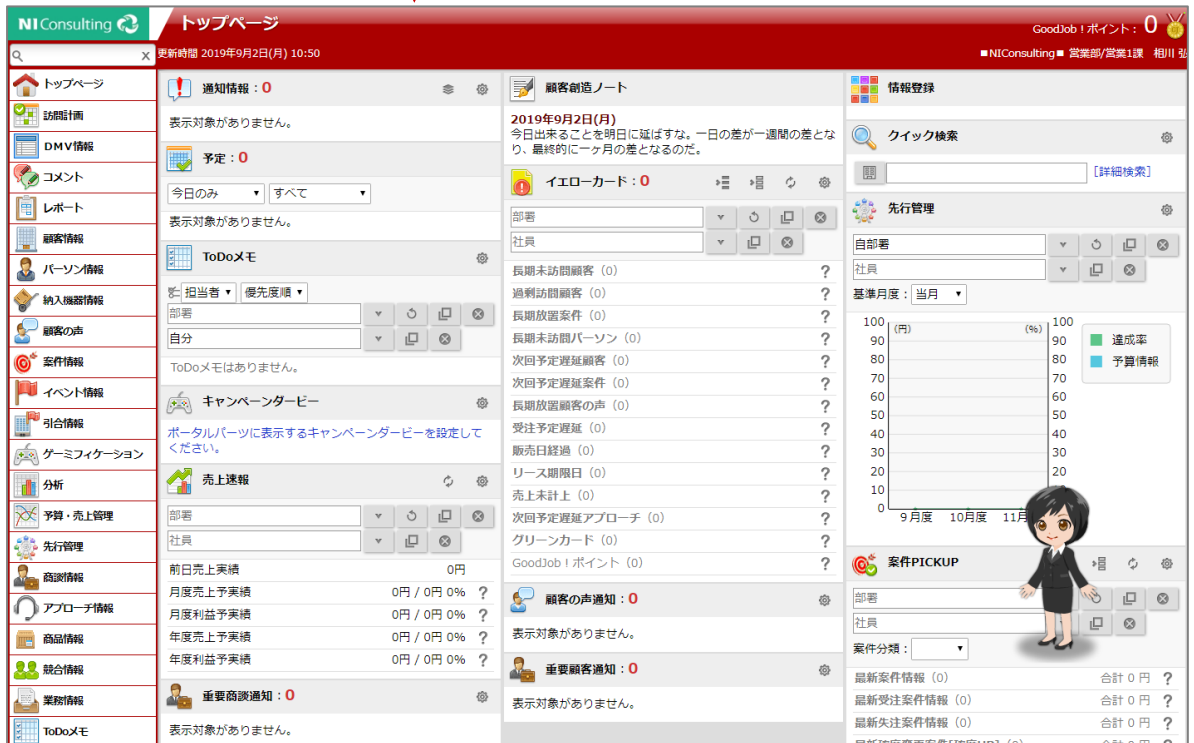 NI Consulting
トップページ
GoodJob！ポイント： 0
X
更新時間 2019年9月2日(月) 10:50
■NIConsulting■ 営業部/営業1課 相川 弘
トップページ
訪問計画
DMV情報
コメント
レポート
顧客情報
パーソン情報
納入機器情報
顧客の声
案件情報
イベント情報
引合情報
ゲーミフィケーション
分析
予算・売上管理
先行管理
商談情報
アプローチ情報
商品情報
競合情報
業務情報
ToDoメモ
通知情報：0
表示対象がありません。
予定：0
今日のみ すべて
表示対象がありません。
ToDoメモ
担当者 優先度順
部署
自分
ToDoメモはありません。
キャンペーンダービー
ポータルパーツに表示するキャンペーンダービーを設定して
ください。
売上速報
部署
社員
前日売上実績 0円
月度売上予実績 0円 / 0円 0% ?
月度利益予実績 0円 / 0円 0% ?
年度売上予実績 0円 / 0円 0% ?
年度利益予実績 0円 / 0円 0% ?
重要商談通知：0
表示対象がありません。
顧客創造ノート
2019年9月2日(月)
今日出来ることを明日に延ばすな。一日の差が一週間の差とな
り、最終的に一ヶ月の差となるのだ。
イエローカード：0
部署
社員
長期未訪問顧客（0） ?
過剰訪問顧客（0） ?
長期放置案件（0） ?
長期未訪問パーソン（0） ?
次回予定遅延顧客（0） ?
次回予定遅延案件（0） ?
長期放置顧客の声（0） ?
受注予定遅延（0） ?
販売日経過（0） ?
リース期限日（0） ?
売上未計上（0） ?
次回予定遅延アプローチ（0） ?
グリーンカード（0） ?
GoodJob！ポイント（0） ?
顧客の声通知：0
表示対象がありません。
重要顧客通知：0
表示対象がありません。
情報登録
クイック検索
[詳細検索]
先行管理
自部署
社員
基準月度： 当月
100 (円) (%) 100
90 90
80 80
70 70
60 60
50 50
40 40
30 30
20 20
10
0
達成率
予算情報
9月度 10月度 11月
案件PICKUP
部署
社員
案件分類：
最新案件情報（0） 合計 0 円 ?
最新受注案件情報（0） 合計 0 円 ?
最新失注案件情報（0） 合計 0 円 ?